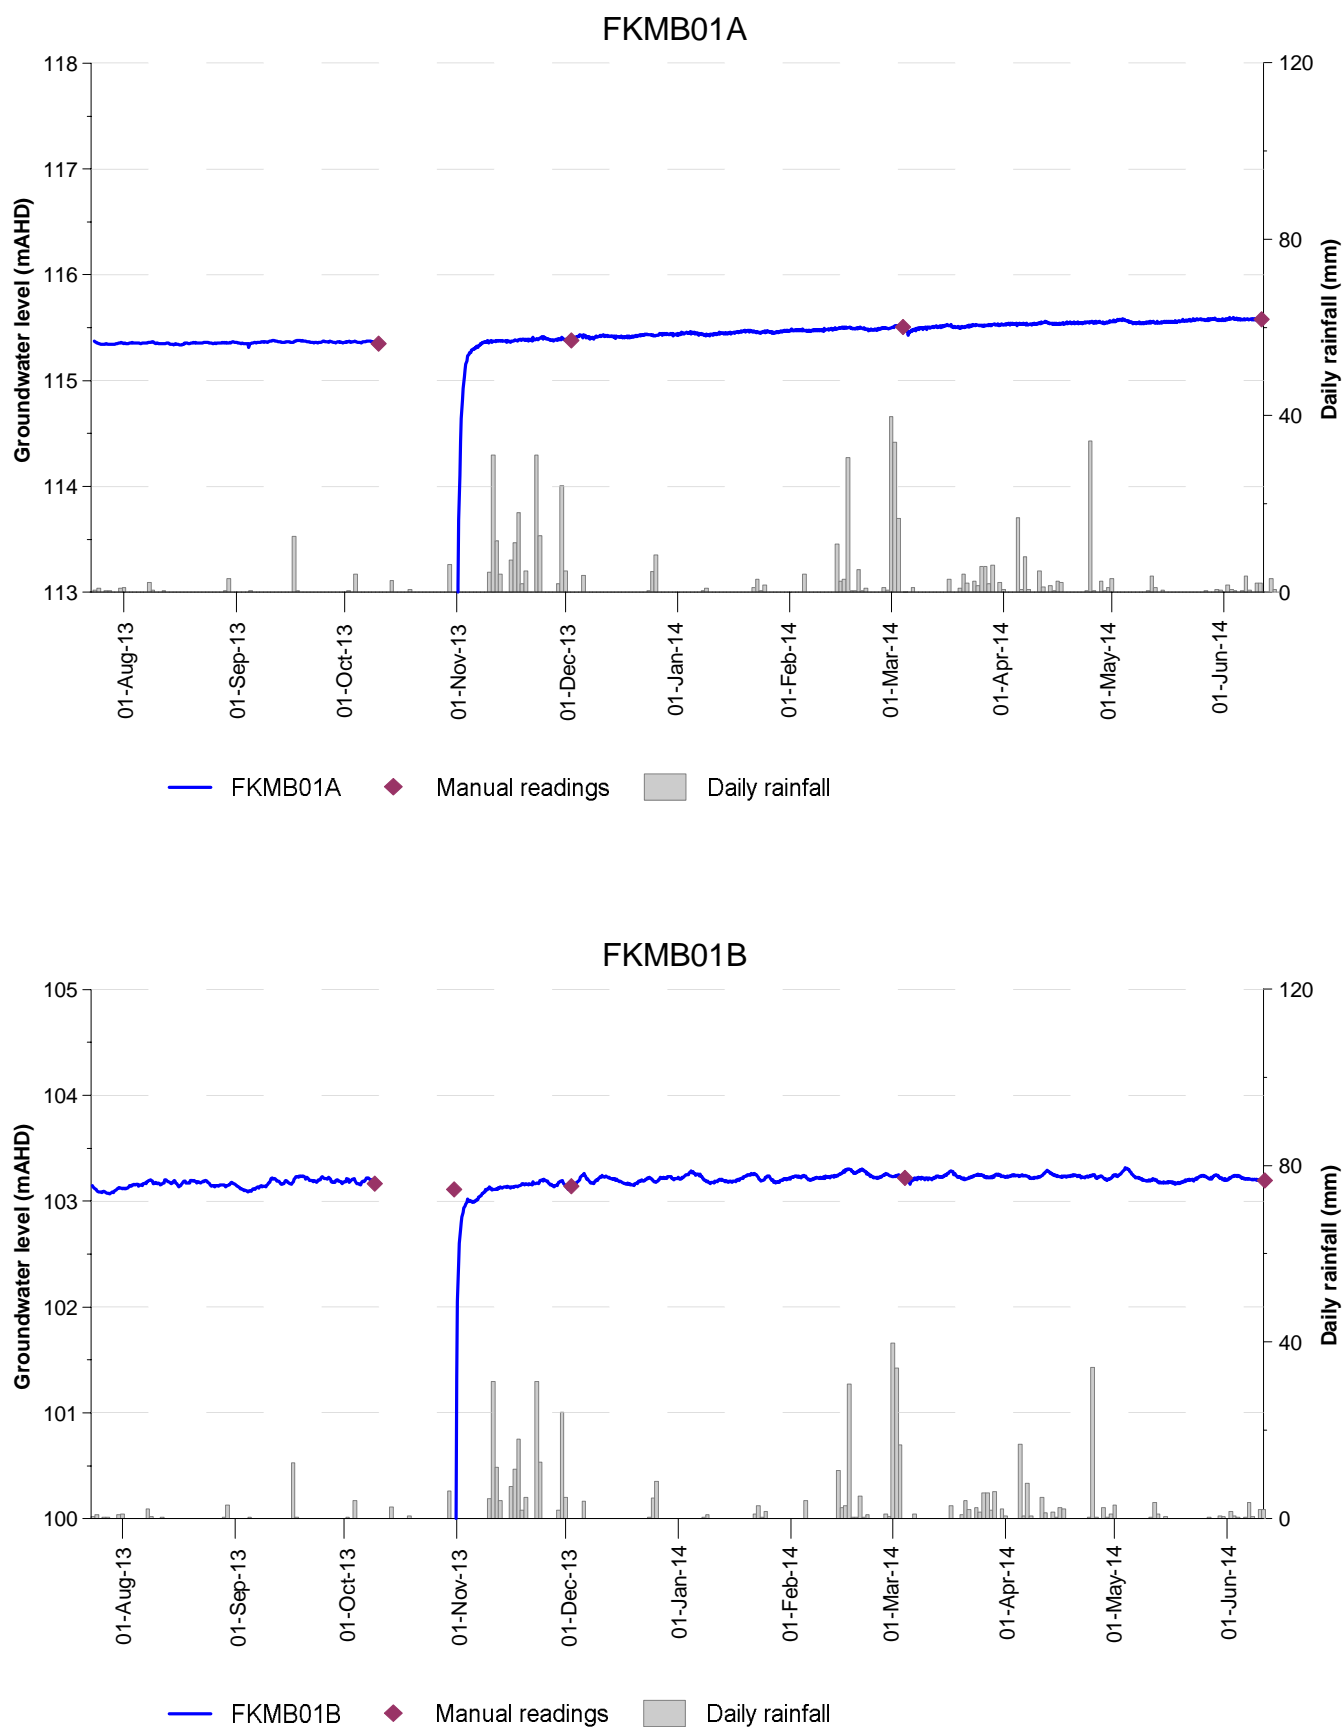 FKMB01A
118
117
116
115
114
113
Groundwater level (mAHD)
120
80
40
0
Daily rainfall (mm)
01-Aug-13
01-Sep-13
01-Oct-13
01-Nov-13
01-Dec-13
01-Jan-14
01-Feb-14
01-Mar-14
01-Apr-14
01-May-14
01-Jun-14
FKMB01A Manual readings Daily rainfall
FKMB01B
105
104
103
102
101
100
Groundwater level (mAHD)
120
80
40
0
Daily rainfall (mm)
01-Aug-13
01-Sep-13
01-Oct-13
01-Nov-13
01-Dec-13
01-Jan-14
01-Feb-14
01-Mar-14
01-Apr-14
01-May-14
01-Jun-14
FKMB01B Manual readings Daily rainfall